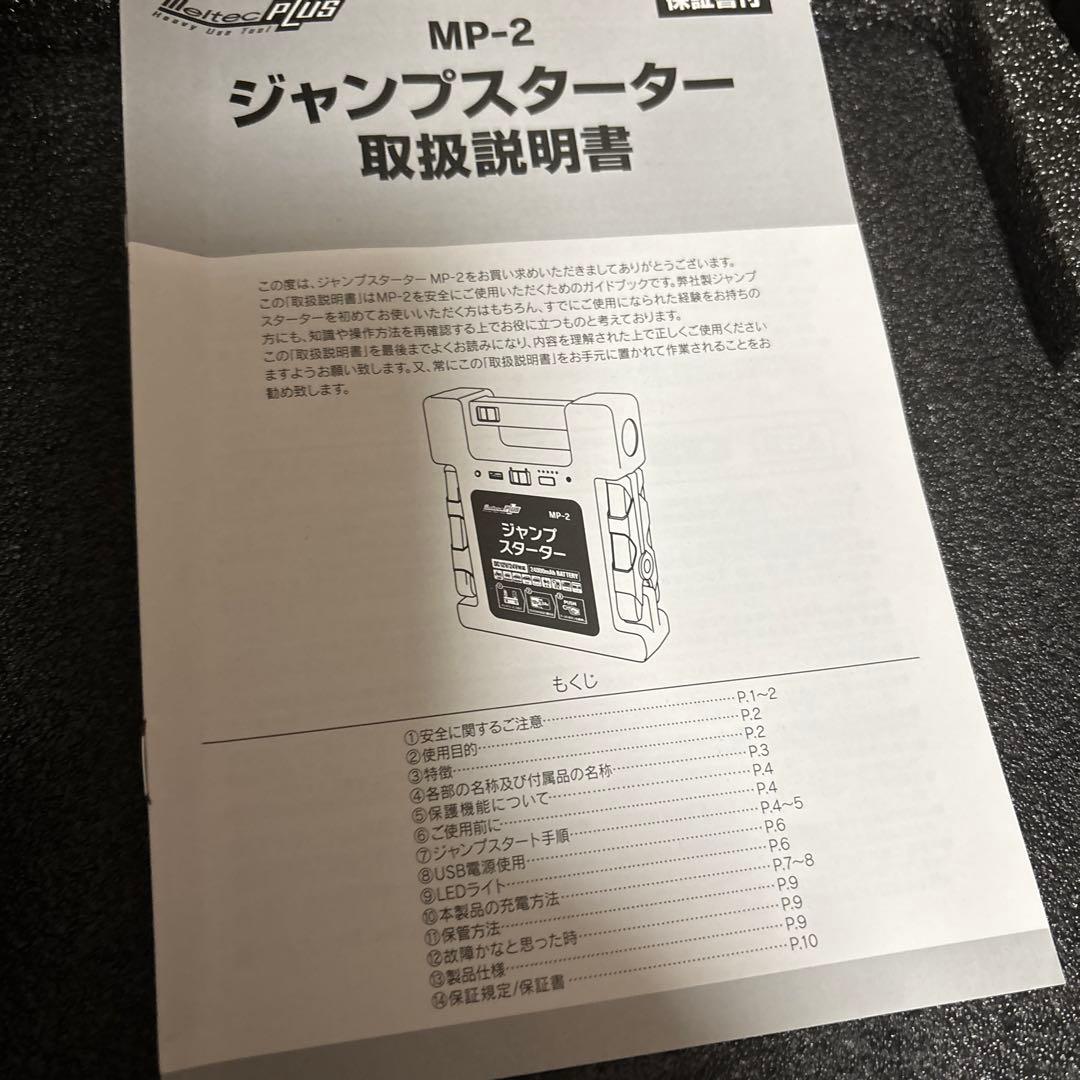 Meltec PLUS
Heavy Use Tool
保証書付
MP-2
ジャンプスターター
取扱説明書
この度は、ジャンプスターター MP-2をお買い求めいただきましてありがとうございます。
この「取扱説明書」はMP-2を安全にご使用いただくためのガイドブックです。弊社製ジャンプ
スターターを初めてお使いいただく方はもちろん、すでにご使用になられた経験をお持ちの
方にも、知識や操作方法を再確認する上でお役に立つものと考えております。
この「取扱説明書」を最後までよくお読みになり、内容を理解された上で正しくご使用ください
ますようお願い致します。又、常にこの「取扱説明書」をお手元に置かれて作業されることをお
勧め致します。
Meltec PLUS
MP-2
ジャンプ
スターター
24000mAh BATTERY
PUSH
もくじ
①安全に関するご注意 P.1～2
②使用目的 P.2
③特徴 P.2
④各部の名称及び付属品の名称 P.3
⑤保護機能について P.4
⑥ご使用前に P.4
⑦ジャンプスタート手順 P.4～5
⑧USB電源使用 P.6
⑨LEDライト P.6
⑩本製品の充電方法 P.7～8
⑪保管方法 P.9
⑫故障かなと思った時 P.9
⑬製品仕様 P.9
⑭保証規定/保証書 P.10